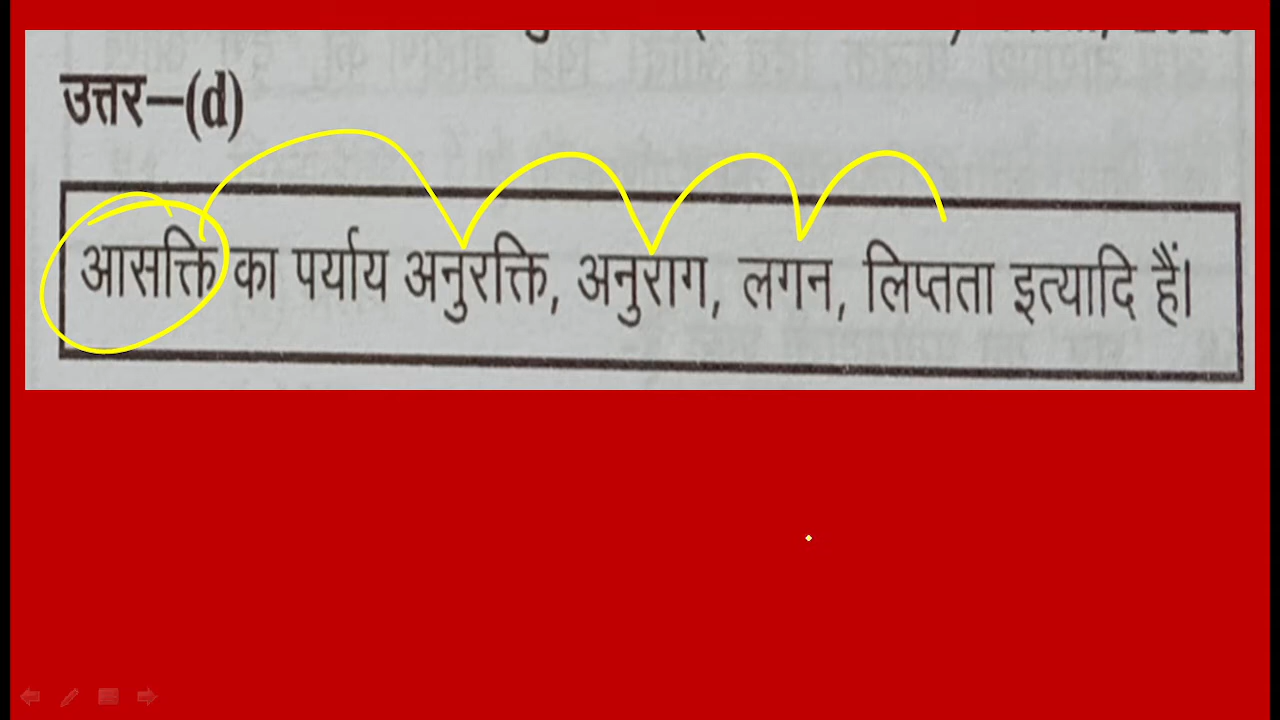 उत्तर–(d)
आसक्ति का पर्याय अनुरक्ति, अनुराग, लगन, लिप्तता इत्यादि हैं।